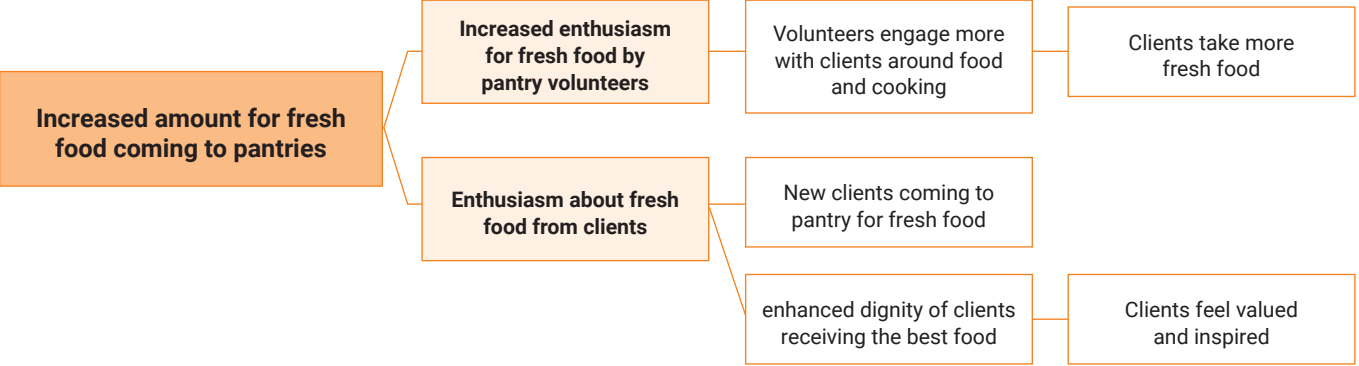 Increased amount for fresh
food coming to pantries
Increased enthusiasm
for fresh food by
pantry volunteers
Volunteers engage more
with clients around food
and cooking
Clients take more
fresh food
Enthusiasm about fresh
food from clients
New clients coming to
pantry for fresh food
enhanced dignity of clients
receiving the best food
Clients feel valued
and inspired